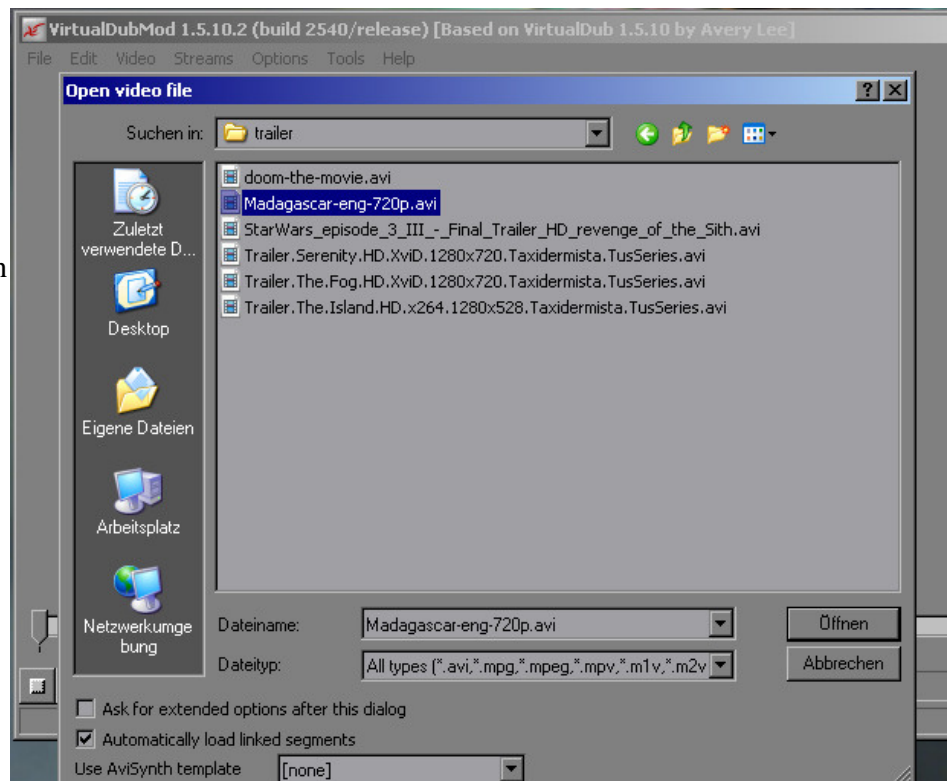 VirtualDubMod 1.5.10.2 (build 2540/release) [Based on VirtualDub 1.5.10 by Avery Lee]
File Edit Video Streams Options Tools Help
Open video file
Suchen in: trailer
Zuletzt
verwendete D...
Desktop
Eigene Dateien
Arbeitsplatz
Netzwerkumge
bung
doom-the-movie.avi
Madagascar-eng-720p.avi
StarWars_episode_3_III_-_Final_Trailer_HD_revenge_of_the_Sith.avi
Trailer.Serenity.HD.XviD.1280x720.Taxidermista.TusSeries.avi
Trailer.The.Fog.HD.XviD.1280x720.Taxidermista.TusSeries.avi
Trailer.The.Island.HD.x264.1280x528.Taxidermista.TusSeries.avi
Dateiname: Madagascar-eng-720p.avi Öffnen
Dateityp: All types (*.avi,*.mpg,*.mpeg,*.mpv,*.m1v,*.m2v Abbrechen
Ask for extended options after this dialog
Automatically load linked segments
Use AviSynth template [none]